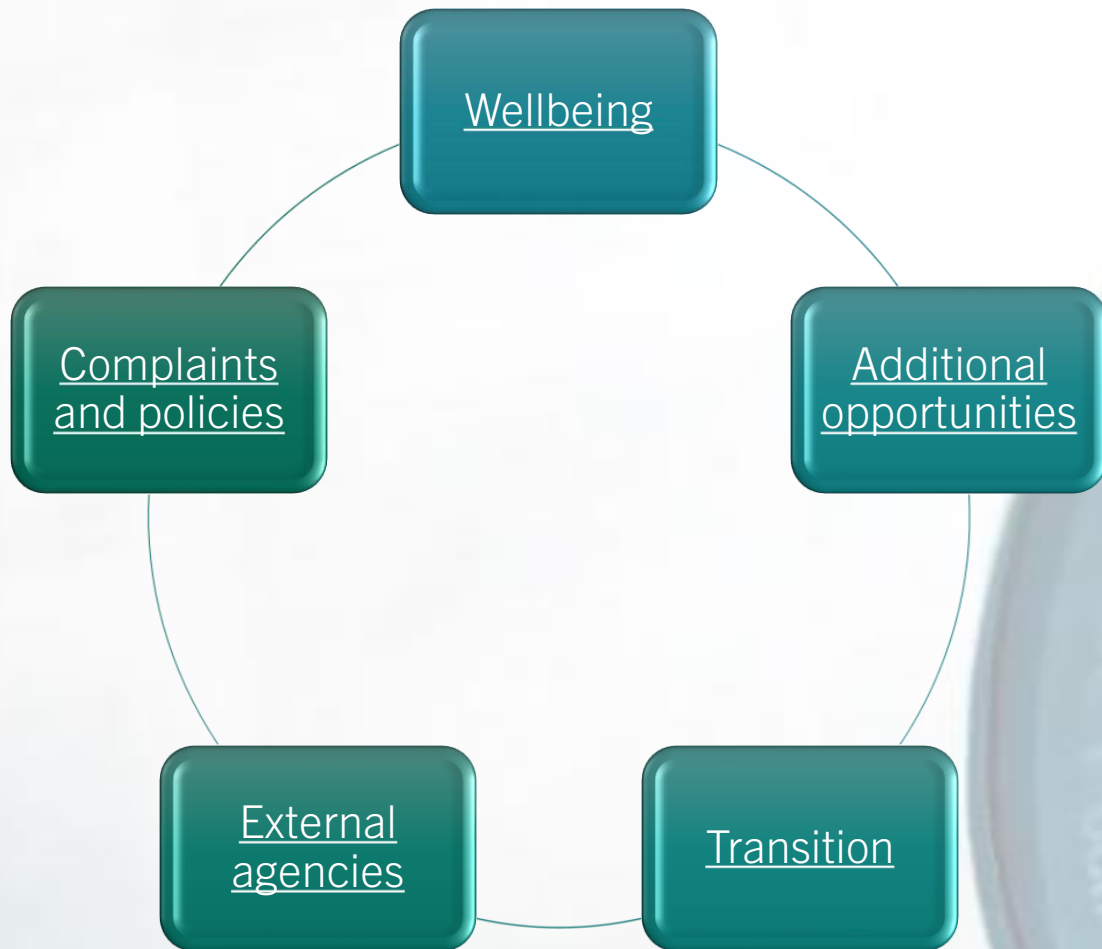 Wellbeing
Additional
opportunities
Transition
External
agencies
Complaints
and policies